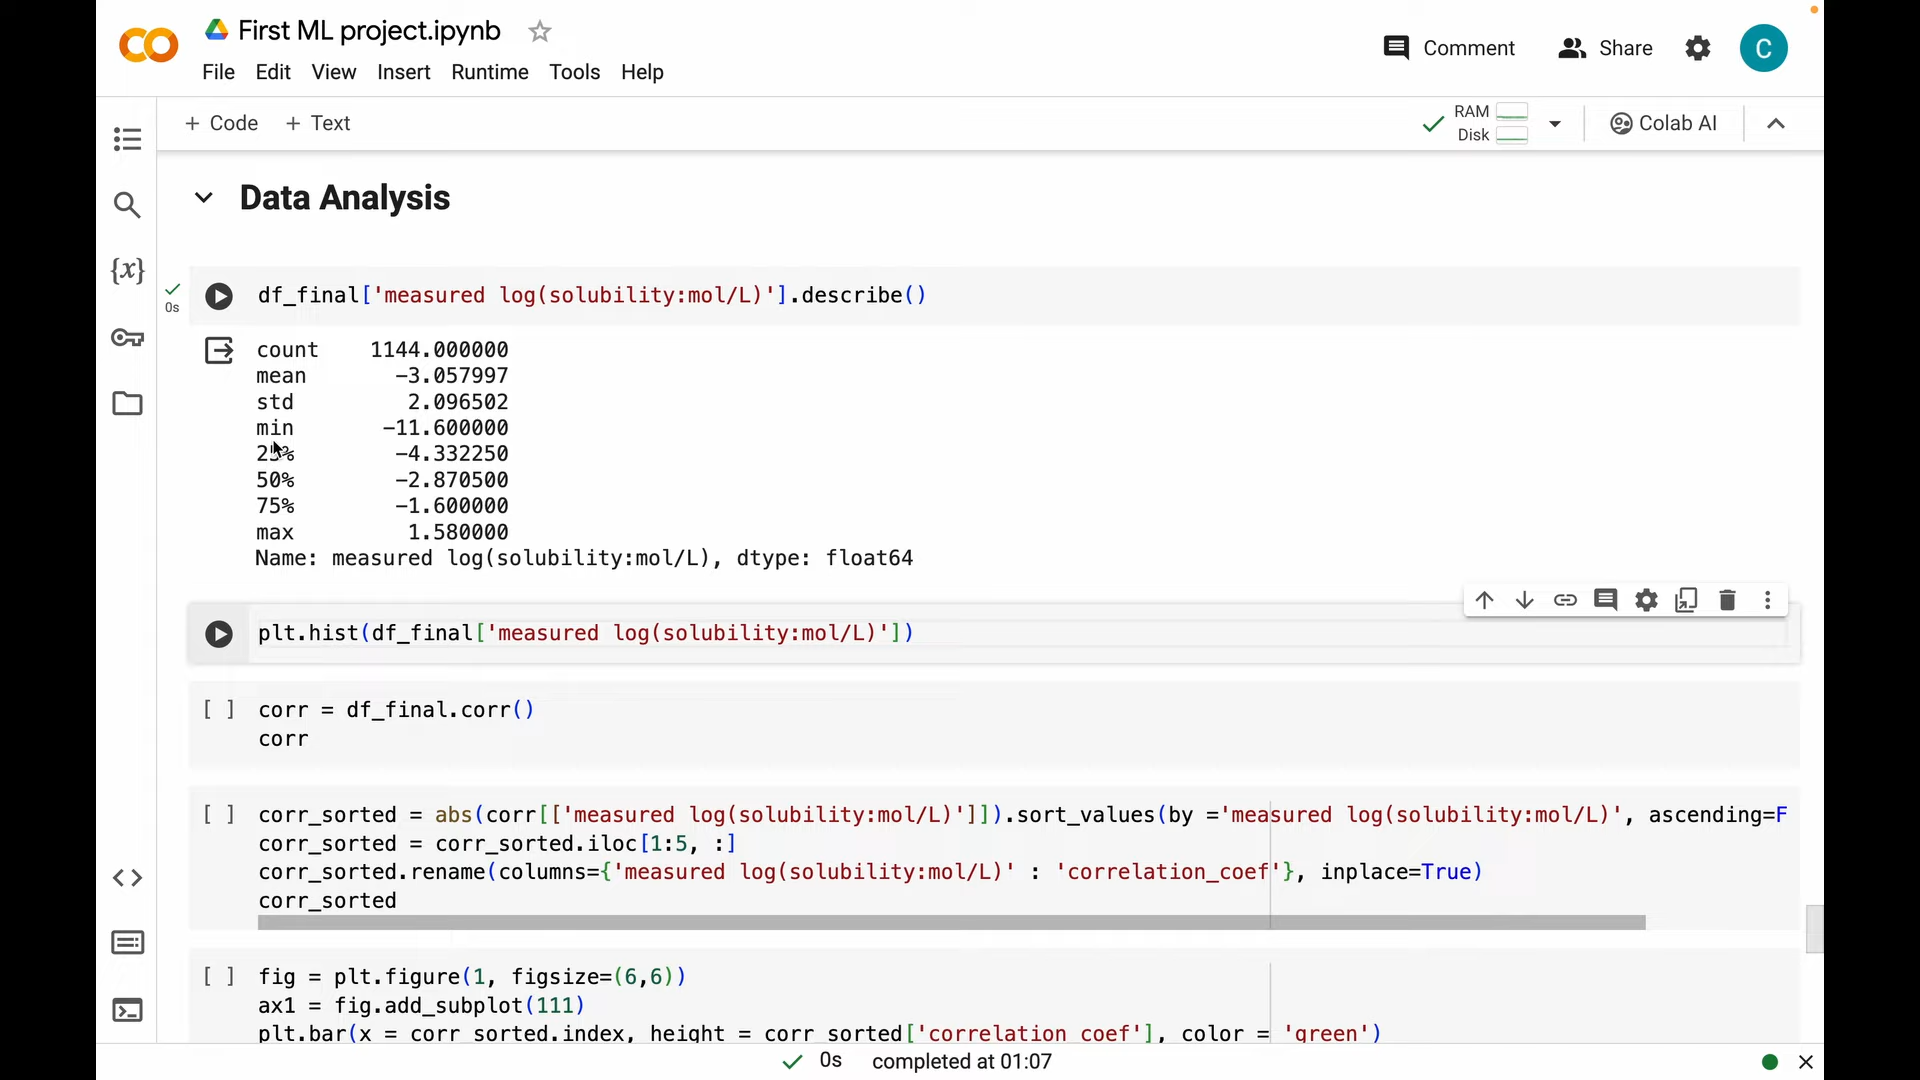 First ML project.ipynb
Comment
Share
C
File Edit View Insert Runtime Tools Help
+ Code + Text
RAM
Disk
Colab AI
Data Analysis
{x}
0s
df_final['measured log(solubility:mol/L)'].describe()
count 1144.000000
mean -3.057997
std 2.096502
min -11.600000
25% -4.332250
50% -2.870500
75% -1.600000
max 1.580000
Name: measured log(solubility:mol/L), dtype: float64
plt.hist(df_final['measured log(solubility:mol/L)'])
[ ] corr = df_final.corr()
corr
[ ] corr_sorted = abs(corr[['measured log(solubility:mol/L)']]).sort_values(by ='measured log(solubility:mol/L)', ascending=F
corr_sorted = corr_sorted.iloc[1:5, :]
corr_sorted.rename(columns={'measured log(solubility:mol/L)' : 'correlation_coef'}, inplace=True)
corr_sorted
[ ] fig = plt.figure(1, figsize=(6,6))
ax1 = fig.add_subplot(111)
plt.bar(x = corr_sorted.index, height = corr_sorted['correlation_coef'], color = 'green')
0s completed at 01:07